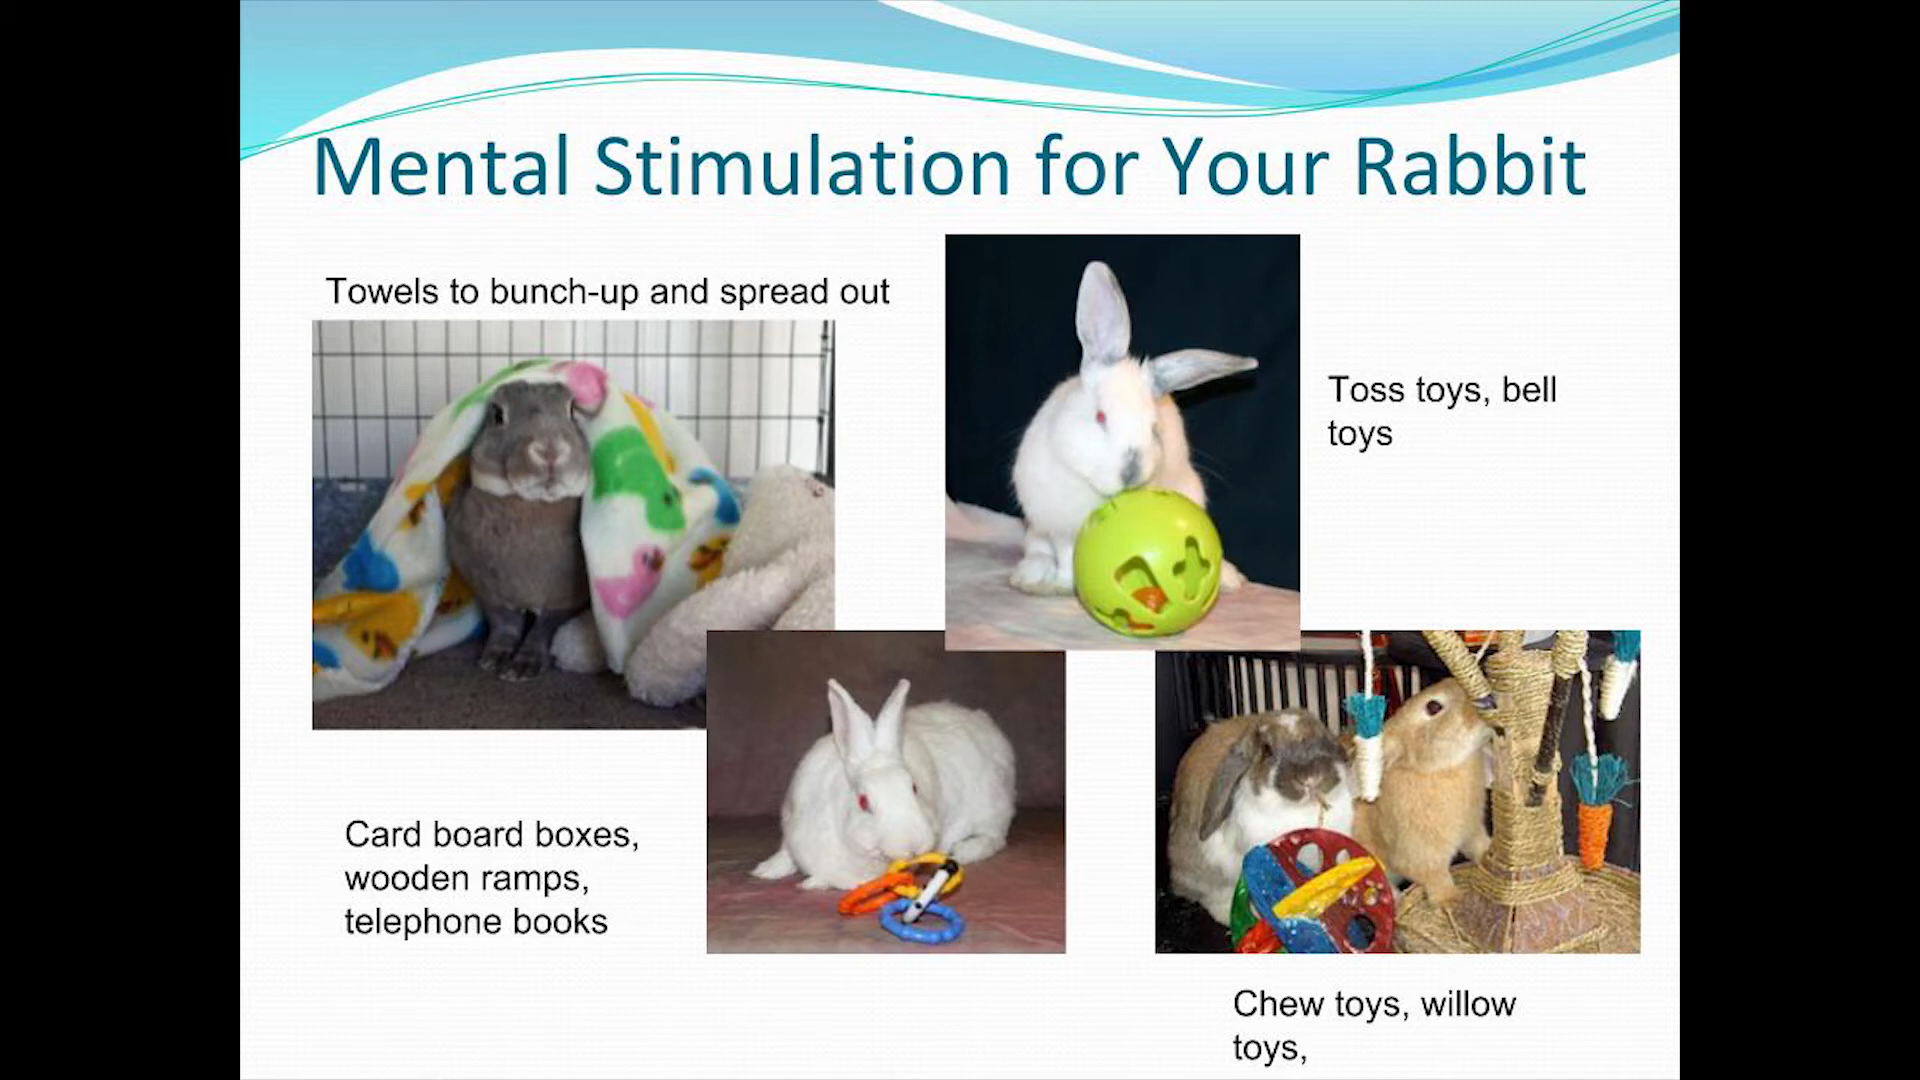 Mental Stimulation for Your Rabbit
Towels to bunch-up and spread out
Toss toys, bell
toys
Card board boxes,
wooden ramps,
telephone books
Chew toys, willow
toys,